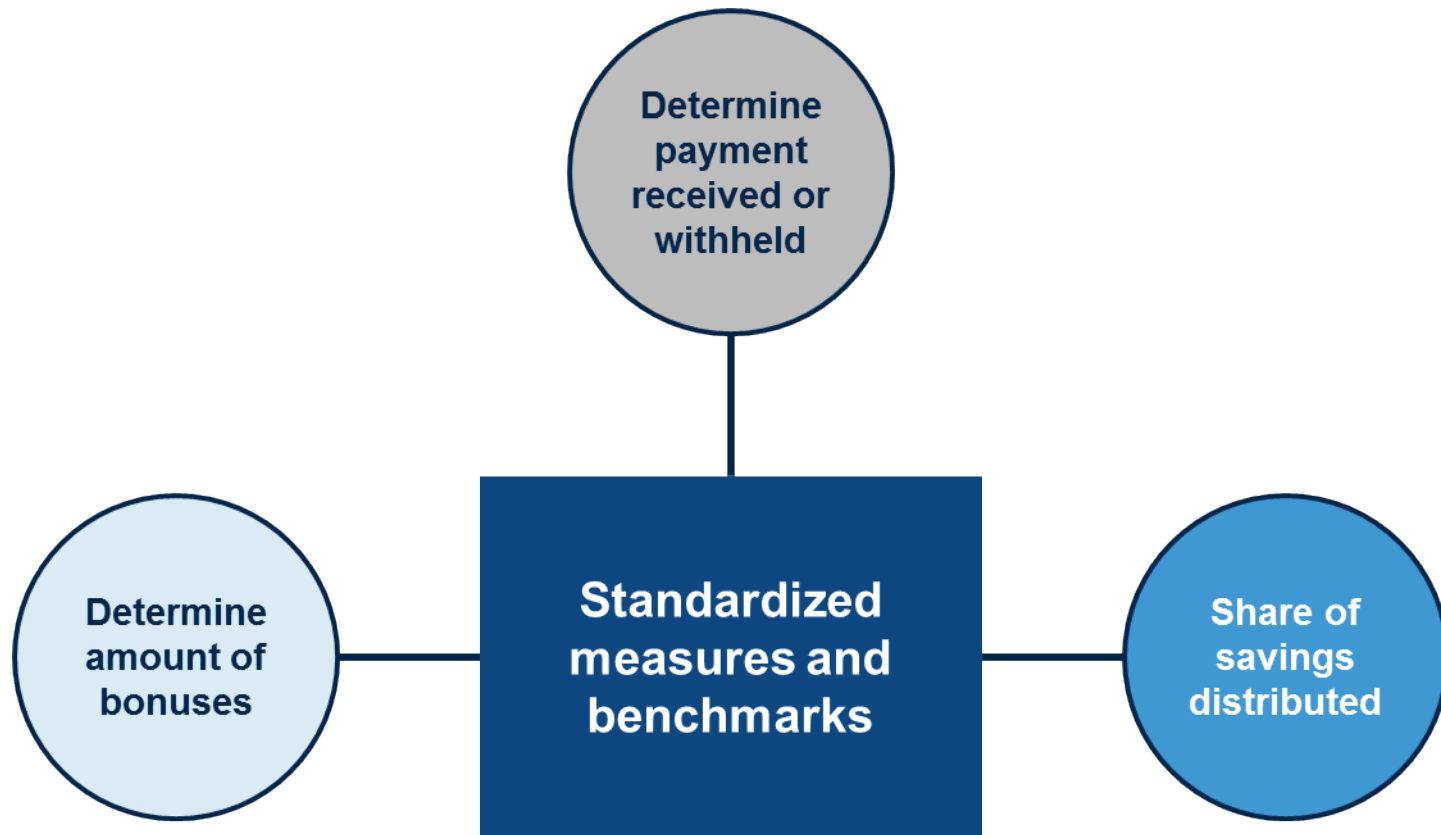 Determine
payment
received or
withheld
Determine
amount of
bonuses
Standardized
measures and
benchmarks
Share of
savings
distributed